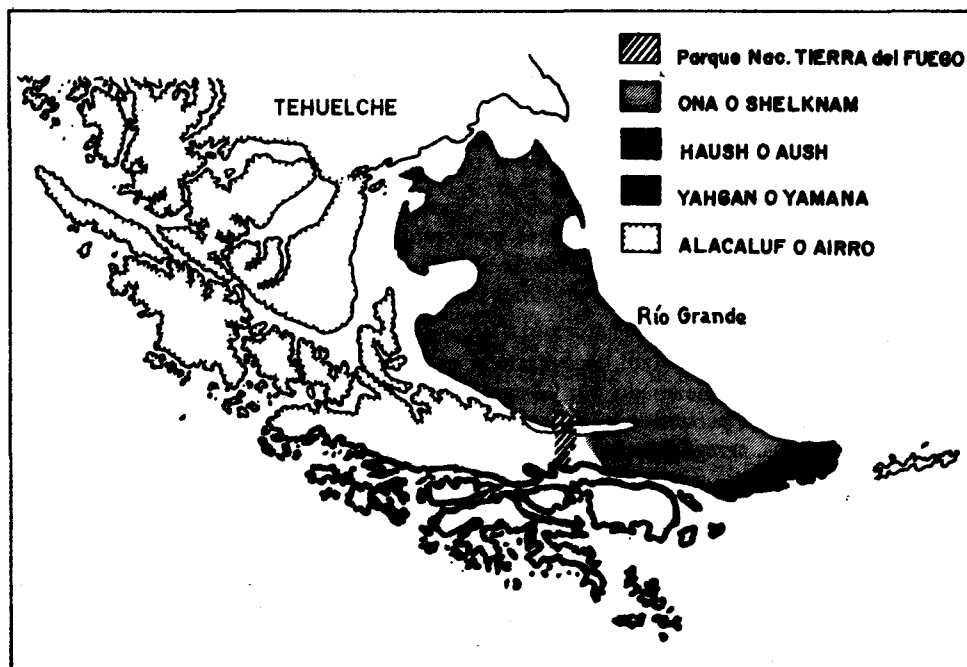 TEHUELCHE
Parque Nac. TIERRA del FUEGO
ONA O SHELKNAM
HAUSH O AUSH
YAHGAN O YAMANA
ALACALUF O AIRRO
Río Grande